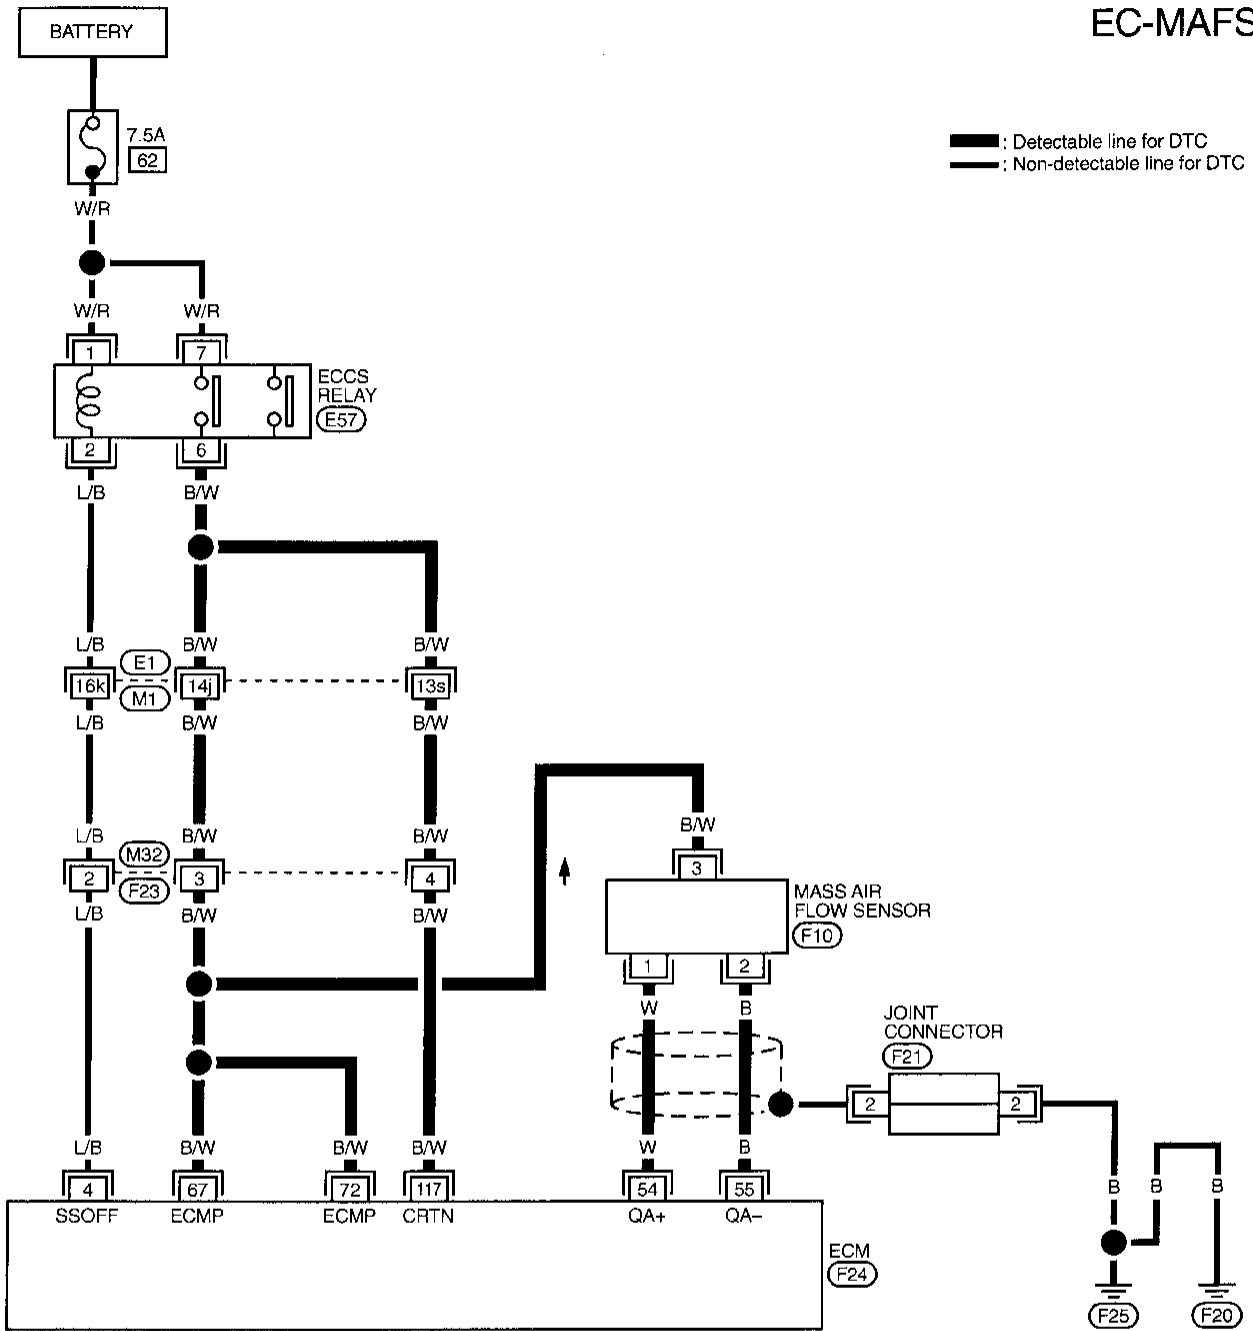 EC-MAFS
BATTERY
7.5A
62
: Detectable line for DTC
: Non-detectable line for DTC
W/R
W/R W/R
1 7
ECCS
RELAY
E57
2 6
L/B B/W
L/B B/W B/W
E1
16k 14j 13s
M1
L/B B/W B/W
B/W
L/B B/W B/W
M32
3
2 3 4
F23
MASS AIR
FLOW SENSOR
F10
L/B B/W B/W
1 2
W B
JOINT
CONNECTOR
F21
2 2
L/B B/W B/W B/W W B
B B B
4 67 72 117 54 55
SSOFF ECMP ECMP CRTN QA+ QA–
ECM
F24
F25 F20